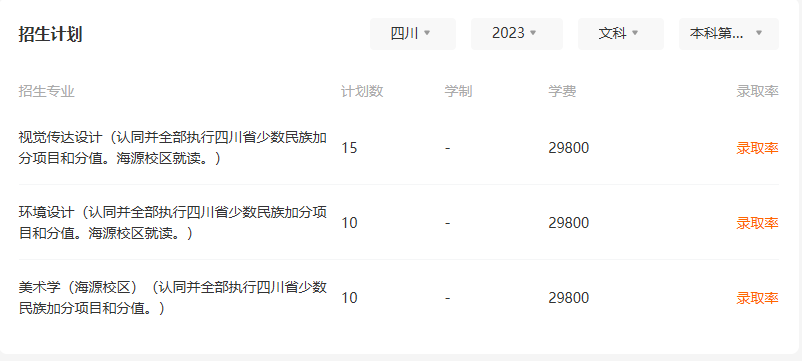 招生计划 四川 2023 文科 本科第...
招生专业 计划数 学制 学费 录取率
视觉传达设计（认同并全部执行四川省少数民族加
分项目和分值。海源校区就读。） 15 - 29800 录取率
环境设计（认同并全部执行四川省少数民族加分项
目和分值。海源校区就读。） 10 - 29800 录取率
美术学（海源校区）（认同并全部执行四川省少数
民族加分项目和分值。） 10 - 29800 录取率